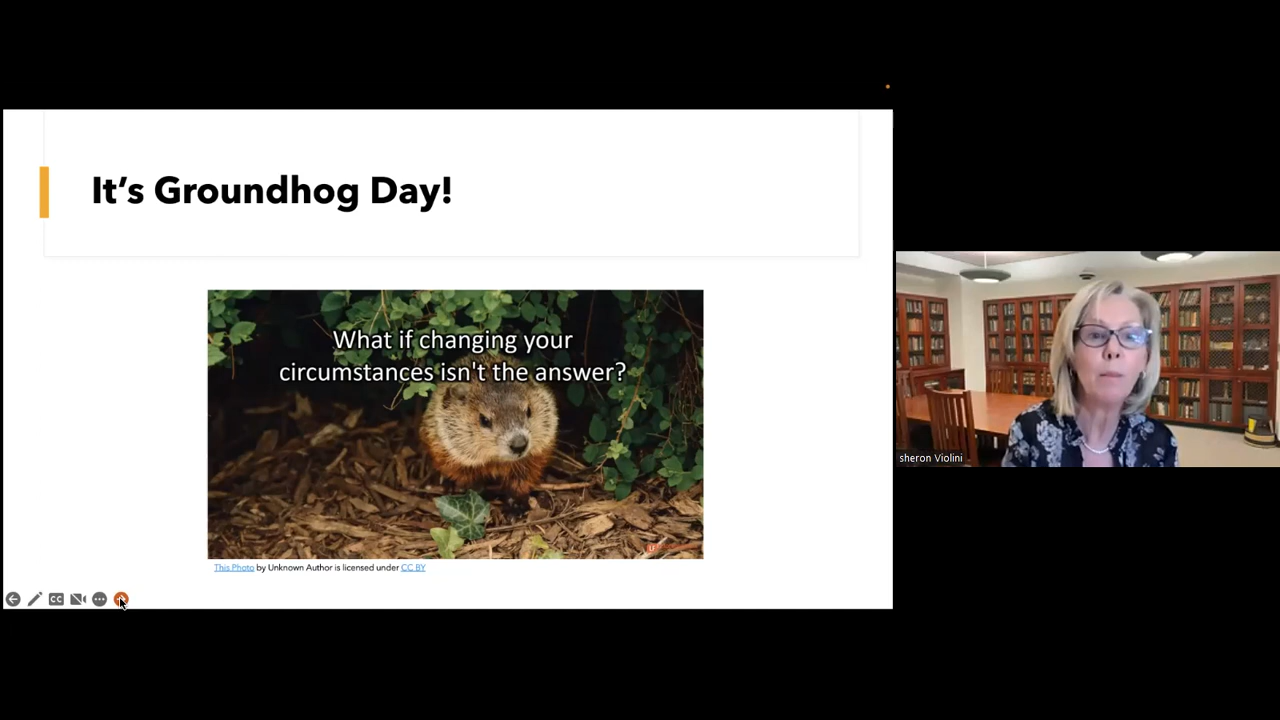 It's Groundhog Day!
What if changing your
circumstances isn't the answer?
This Photo by Unknown Author is licensed under CC BY
CC
sheron Violini